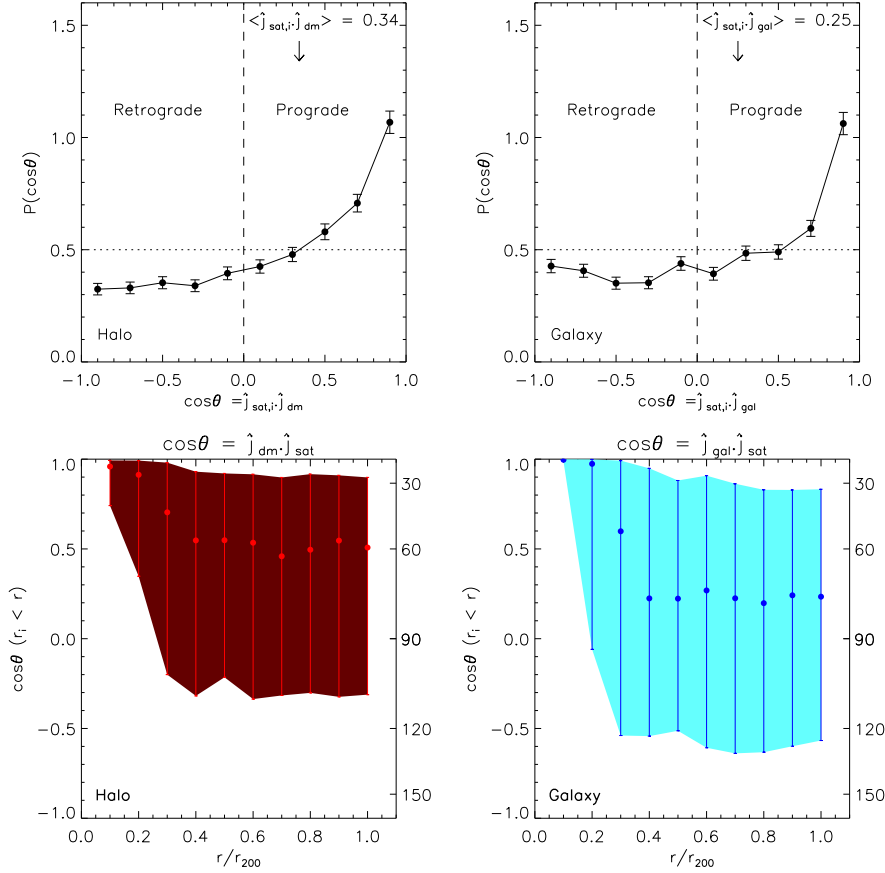 <ĵsat,i.ĵdm> = 0.34
1.5
Retrograde Prograde
1.0
P(cosθ)
0.5
Halo
0.0
−1.0 −0.5 0.0 0.5 1.0
cosθ =ĵsat,i.ĵdm
<ĵsat,i.ĵgal> = 0.25
1.5
Retrograde Prograde
1.0
P(cosθ)
0.5
Galaxy
0.0
−1.0 −0.5 0.0 0.5 1.0
cosθ =ĵsat,i.ĵgal
cosθ = ĵdm.ĵsat
1.0
30
0.5
60
cosθ (ri < r)
0.0
90
−0.5
120
Halo
150
−1.0
0.0 0.2 0.4 0.6 0.8 1.0
r/r200
cosθ = ĵgal.ĵsat
1.0
30
0.5
60
cosθ (ri < r)
0.0
90
−0.5
120
Galaxy
150
−1.0
0.0 0.2 0.4 0.6 0.8 1.0
r/r200